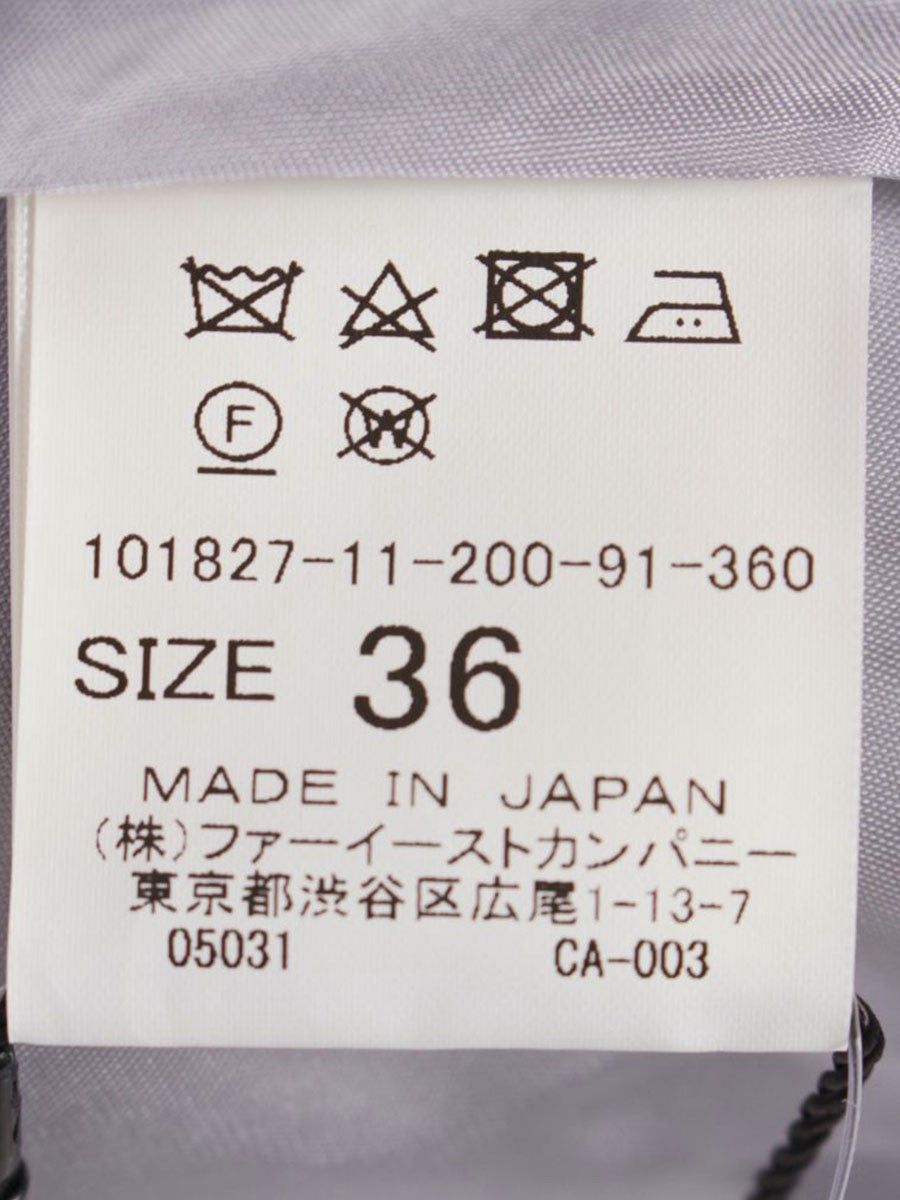 F W
101827-11-200-91-360
SIZE 36
MADE IN JAPAN
(株)ファーイーストカンパニー
東京都渋谷区広尾1-13-7
05031 CA-003